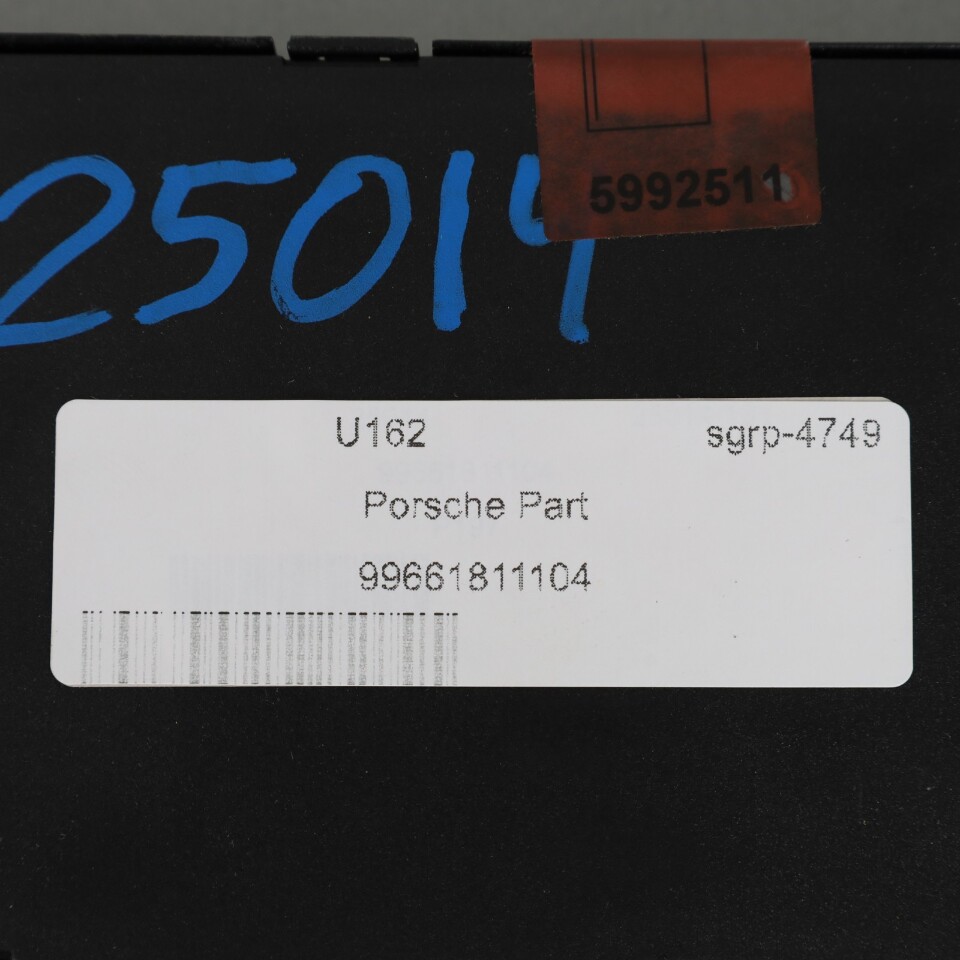 25014
5992511
U162 sgrp-4749
Porsche Part
99661811104